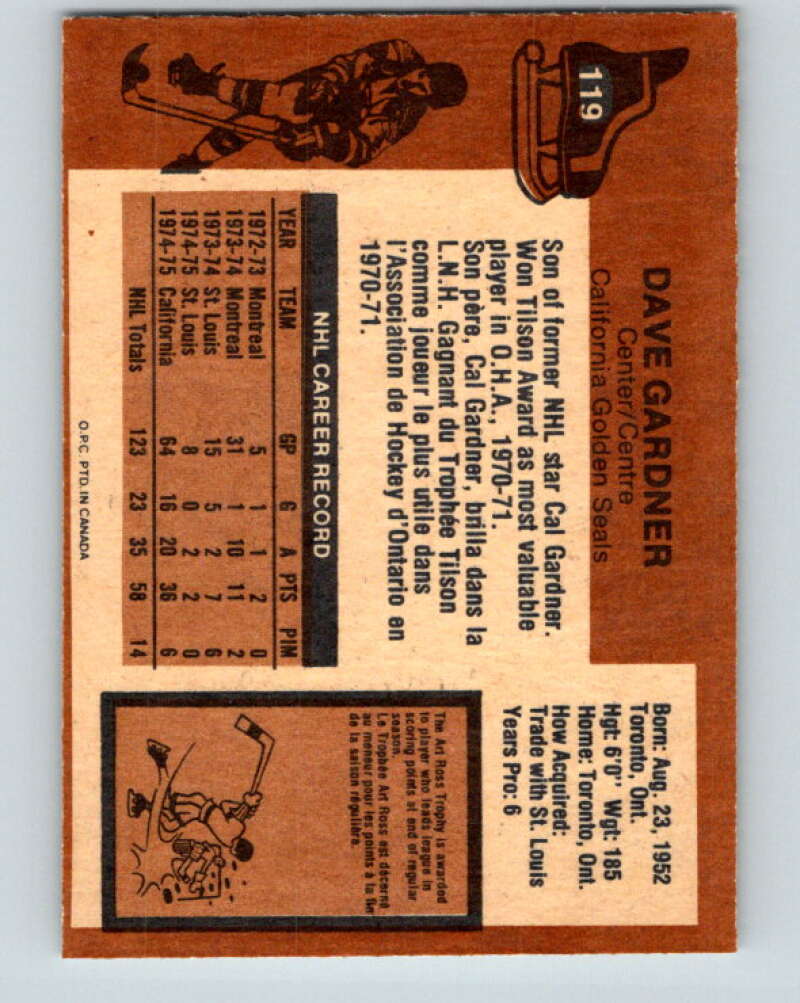 119
DAVE GARDNER
Center/Centre
California Golden Seals
Born: Aug. 23, 1952
Toronto, Ont.
Hgt: 6'0" Wgt: 185
Home: Toronto, Ont.
How Acquired:
Trade with St. Louis
Years Pro: 6
Son of former NHL star Cal Gardner.
Won Tilson Award as most valuable
player in O.H.A., 1970-71.
Son père, Cal Gardner, brilla dans la
L.N.H. Gagnant du Trophée Tilson
comme joueur le plus utile dans
l'Association de Hockey d'Ontario en
1970-71.
NHL CAREER RECORD
YEAR TEAM GP G A PTS PIM
1972-73 Montreal 5 1 1 2 0
1973-74 Montreal 31 1 10 11 2
1973-74 St. Louis 15 5 2 7 6
1974-75 St. Louis 8 0 2 2 0
1974-75 California 64 16 20 36 6
NHL Totals 123 23 35 58 14
The Art Ross Trophy is awarded
to player who leads league in
scoring points at end of regular
season.
Le Trophée Art Ross est décerné
au meneur pour les points à la fin
de la saison régulière.
O.P.C. PTD. IN CANADA